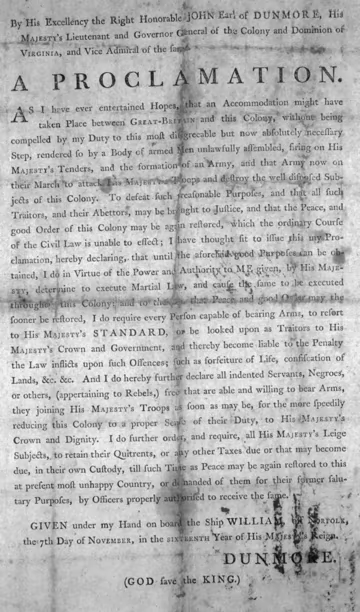 By His Excellency the Right Honorable JOHN Earl of DUNMORE, His
MAJESTY's Lieutenant and Governor General of the Colony and Dominion of
VIRGINIA, and Vice Admiral of the same.
A PROCLAMATION.
AS I have ever entertained Hopes, that an Accommodation might have
taken Place between GREAT-BRITAIN and this Colony, without being
compelled by my Duty to this most disagreeable but now absolutely necessary
Step, rendered so by a Body of armed Men unlawfully assembled, firing on His
MAJESTY's Tenders, and the formation of an Army, and that Army now on
their March to attack His MAJESTY's Troops and destroy the well disposed Sub-
jects of this Colony. To defeat such treasonable Purposes, and that all such
Traitors, and their Abettors, may be brought to Justice, and that the Peace, and
good Order of this Colony may be again restored, which the ordinary Course
of the Civil Law is unable to effect; I have thought fit to issue this my Pro-
clamation, hereby declaring, that until the aforesaid good Purposes can be ob-
tained, I do in Virtue of the Power and Authority to ME given, by His MAJE-
STY, determine to execute Martial Law, and cause the same to be executed
throughout this Colony; and to the end that Peace and good Order may the
sooner be restored, I do require every Person capable of bearing Arms, to resort
to His MAJESTY's STANDARD, or be looked upon as Traitors to His
MAJESTY's Crown and Government, and thereby become liable to the Penalty
the Law inflicts upon such Offences; such as forfeiture of Life, confiscation of
Lands, &c. &c. And I do hereby further declare all indented Servants, Negroes,
or others, (appertaining to Rebels,) free that are able and willing to bear Arms,
they joining His MAJESTY's Troops as soon as may be, for the more speedily
reducing this Colony to a proper Sense of their Duty, to His MAJESTY's
Crown and Dignity. I do further order, and require, all His MAJESTY's Leige
Subjects, to retain their Quitrents, or any other Taxes due or that may become
due, in their own Custody, till such Time as Peace may be again restored to this
at present most unhappy Country, or demanded of them for their former salu-
tary Purposes, by Officers properly authorised to receive the same.
GIVEN under my Hand on board the Ship WILLIAM, NORFOLK,
the 7th Day of NOVEMBER, in the SIXTEENTH Year of His MAJESTY's Reign.
DUNMORE.
(GOD save the KING.)